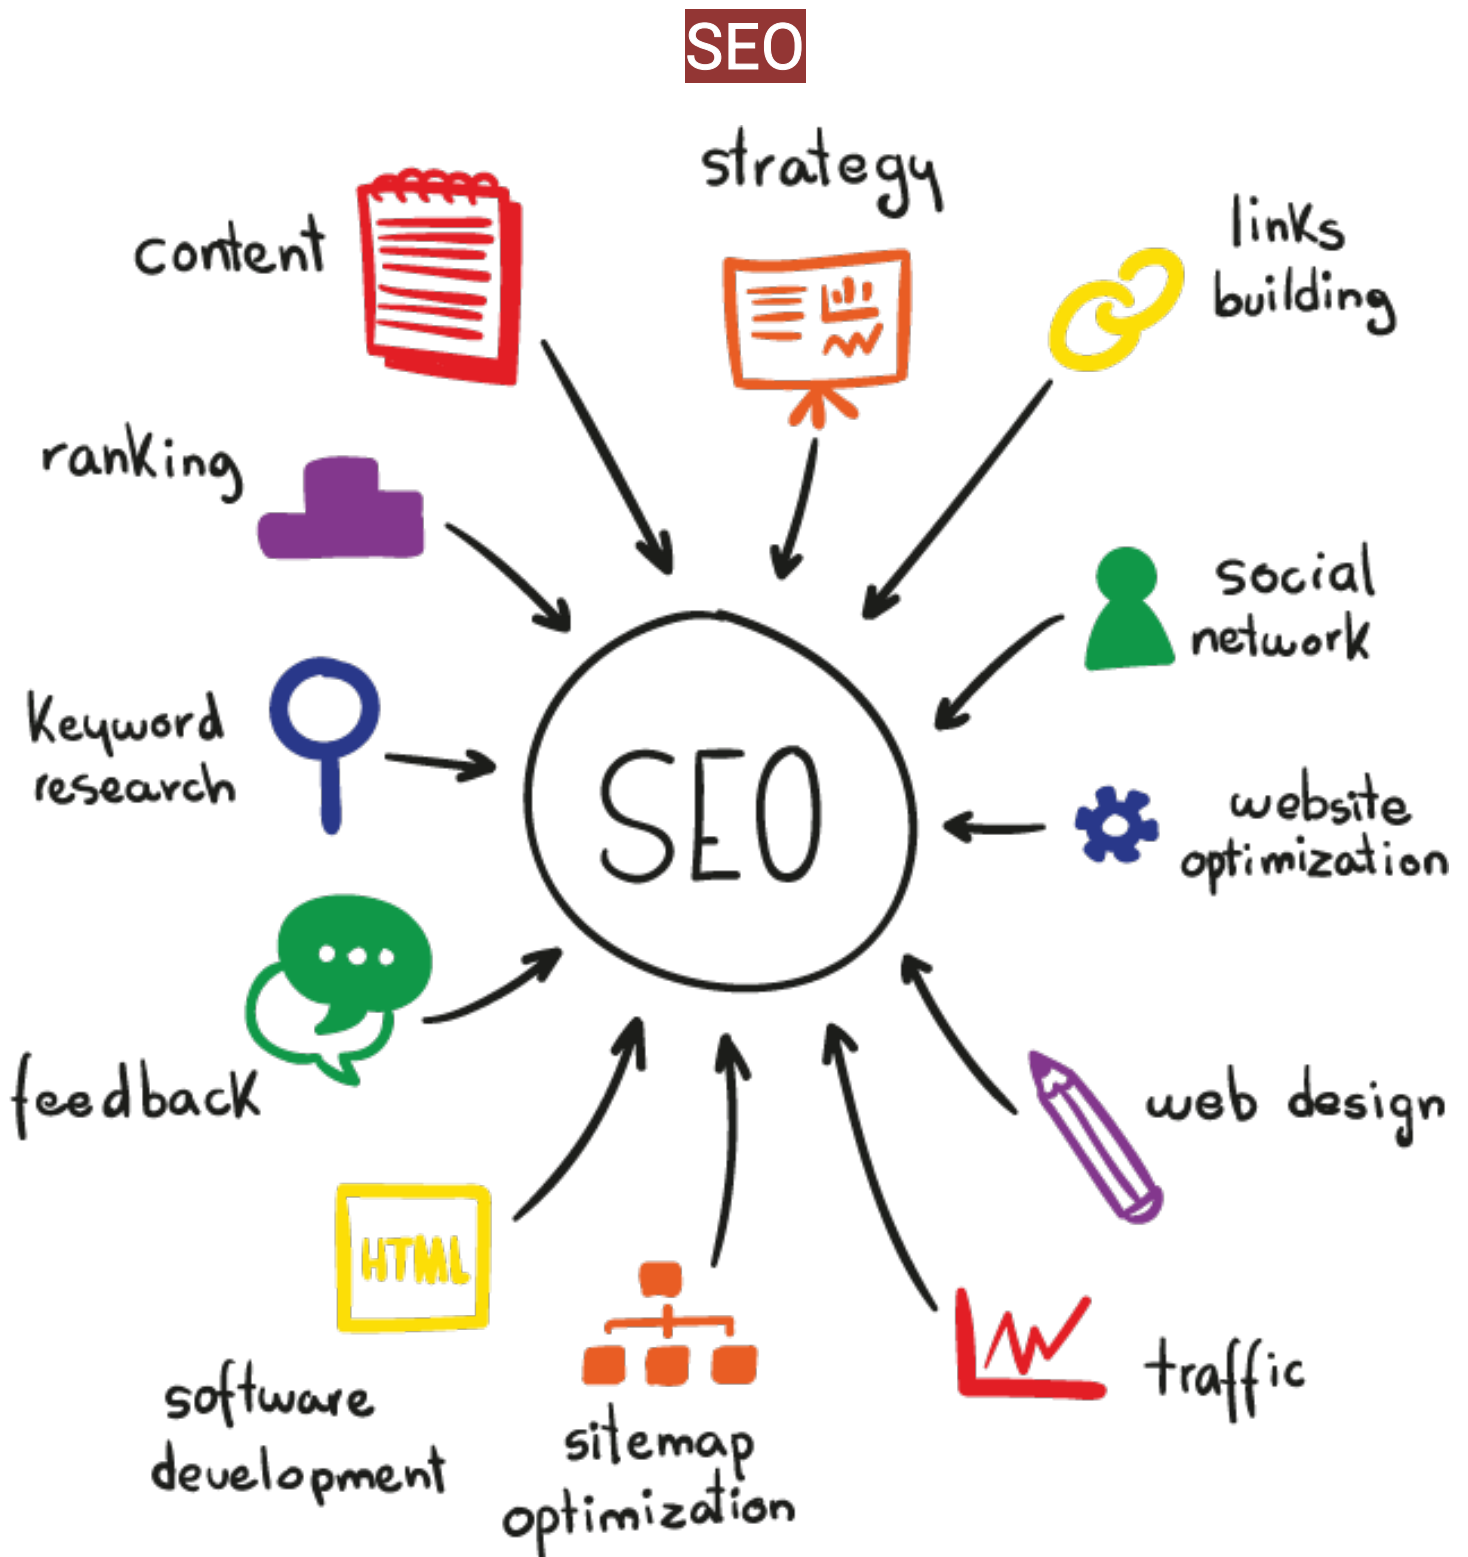 SEO
strategy
content
links
building
ranking
social
network
Keyword
research
SEO
website
optimization
feedback
web design
HTML
software
development
sitemap
optimization
traffic